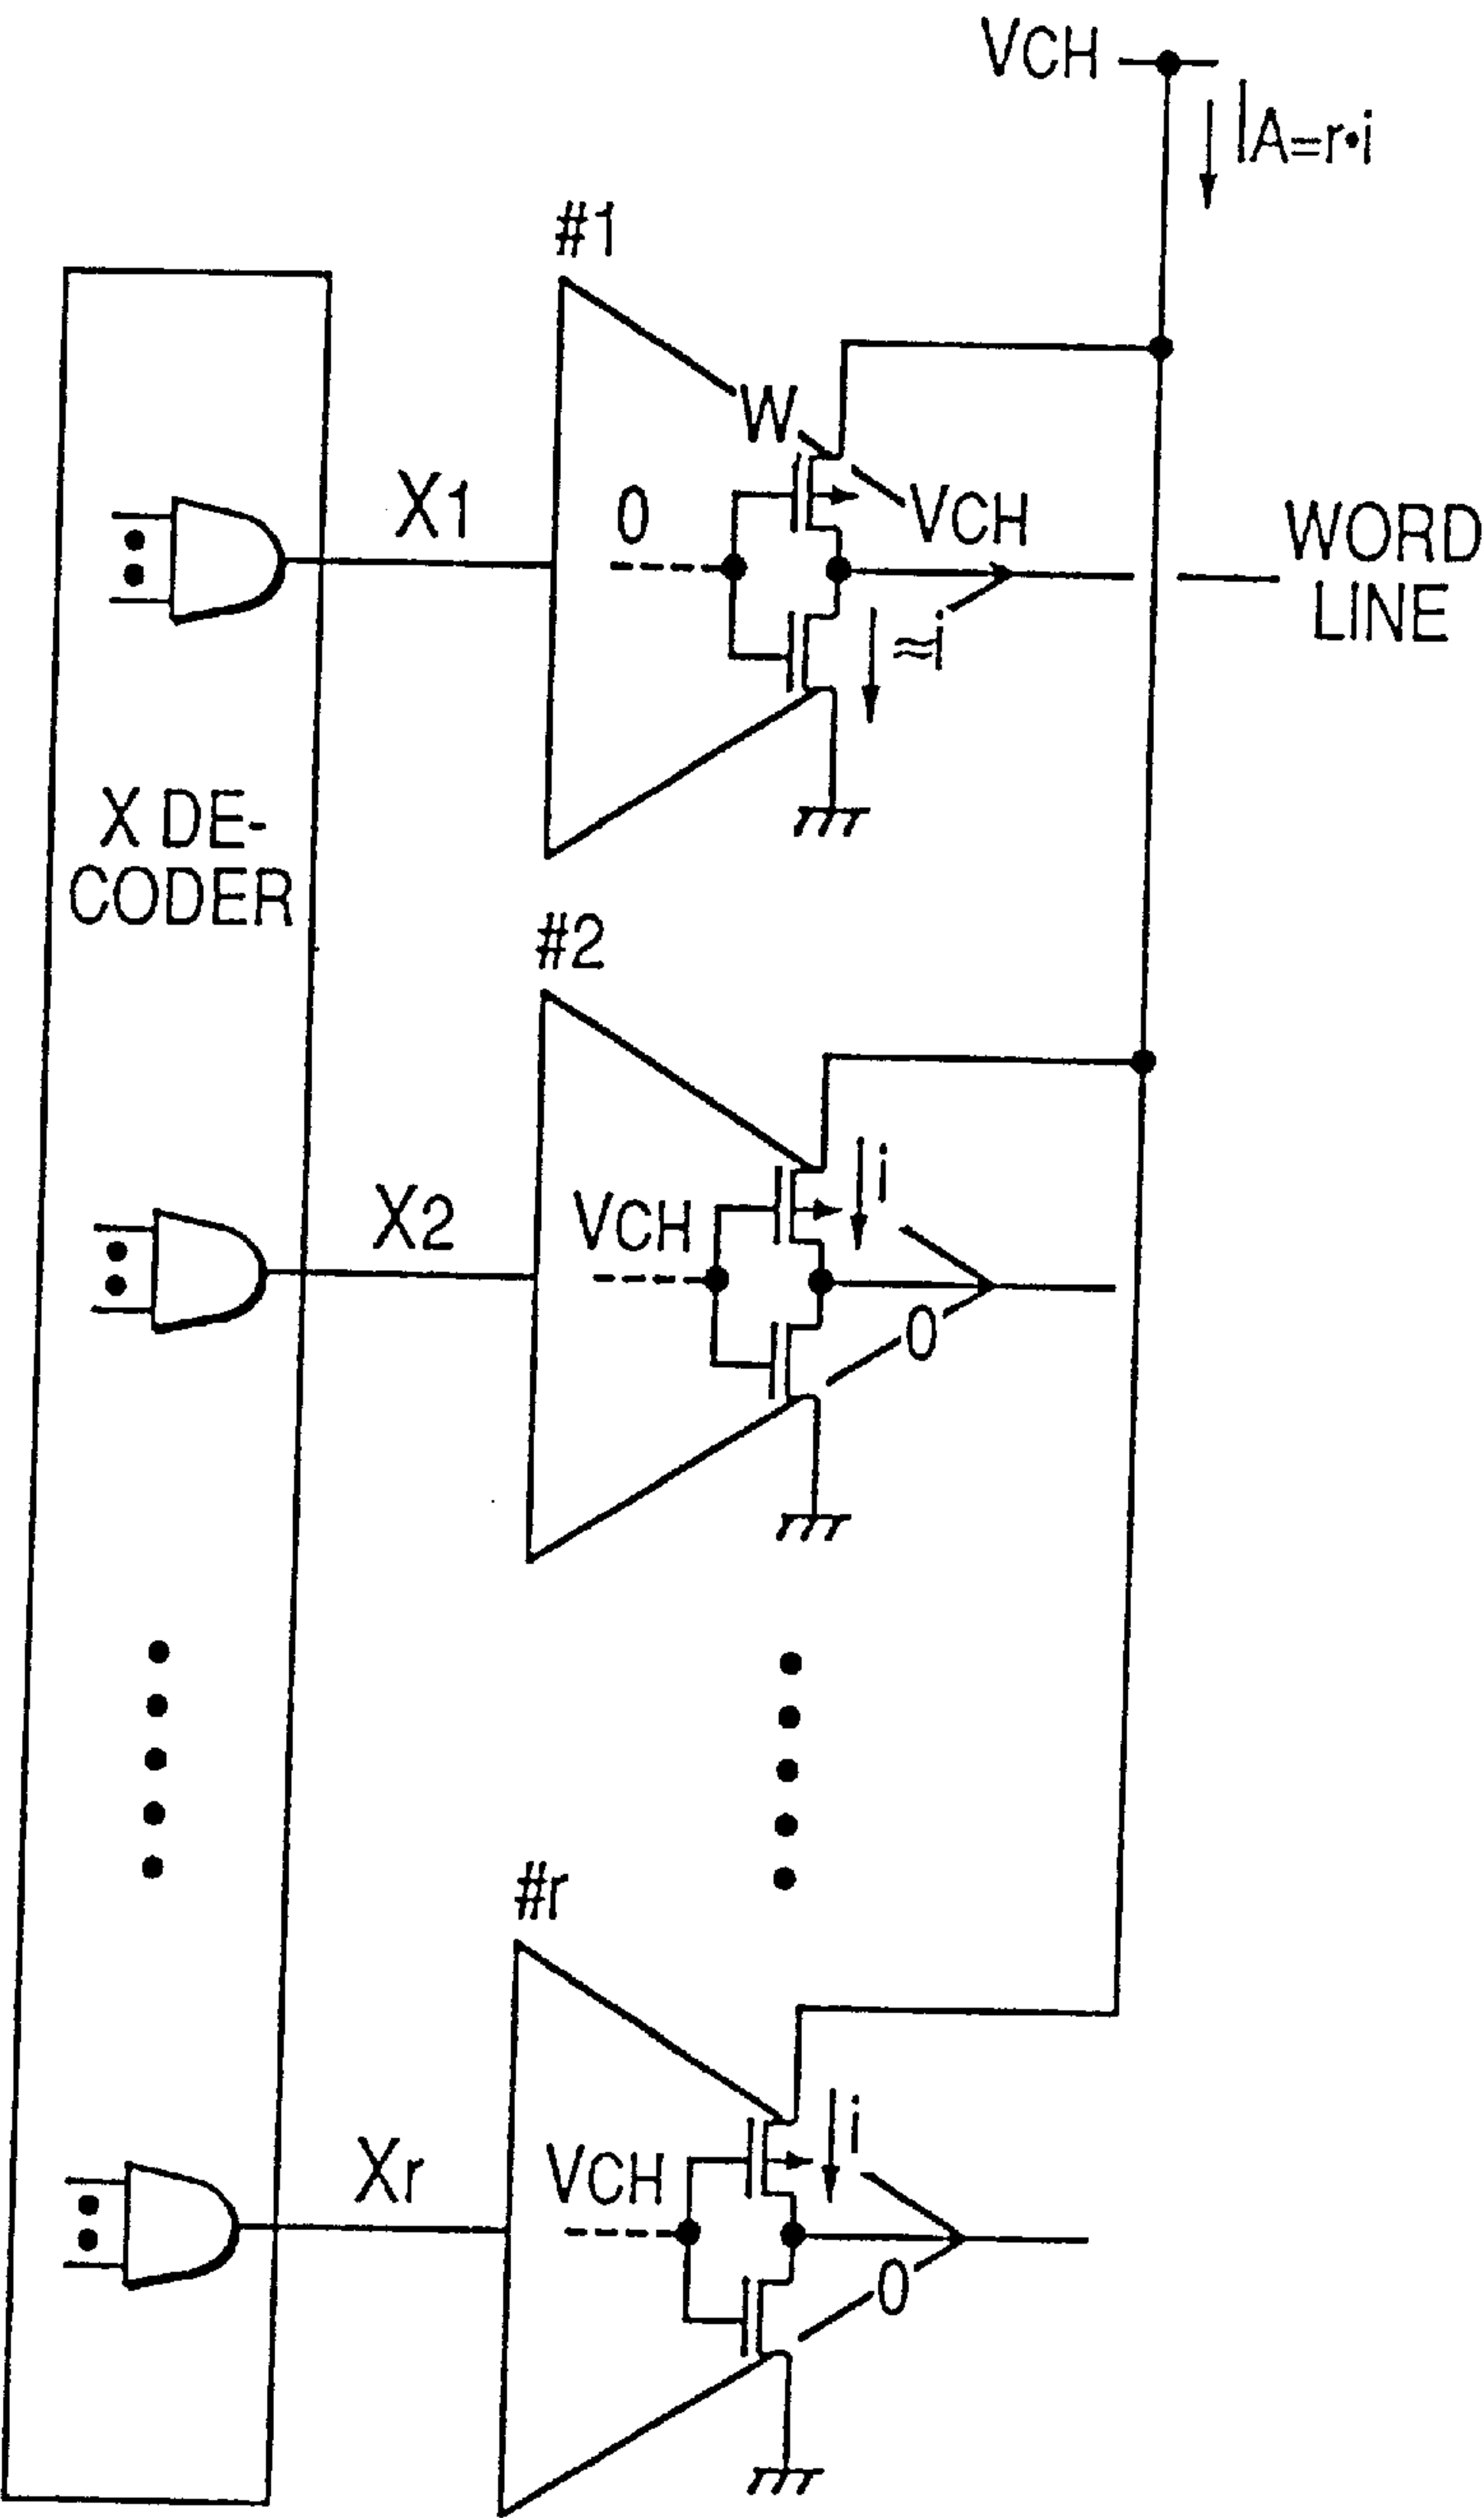 VCH
IA=r•i
#1
W
X1
0
VCH
WORD
LINE
≈i
X DE-
CODER
#2
i
X2
VCH
0
#r
i
Xr
VCH
0